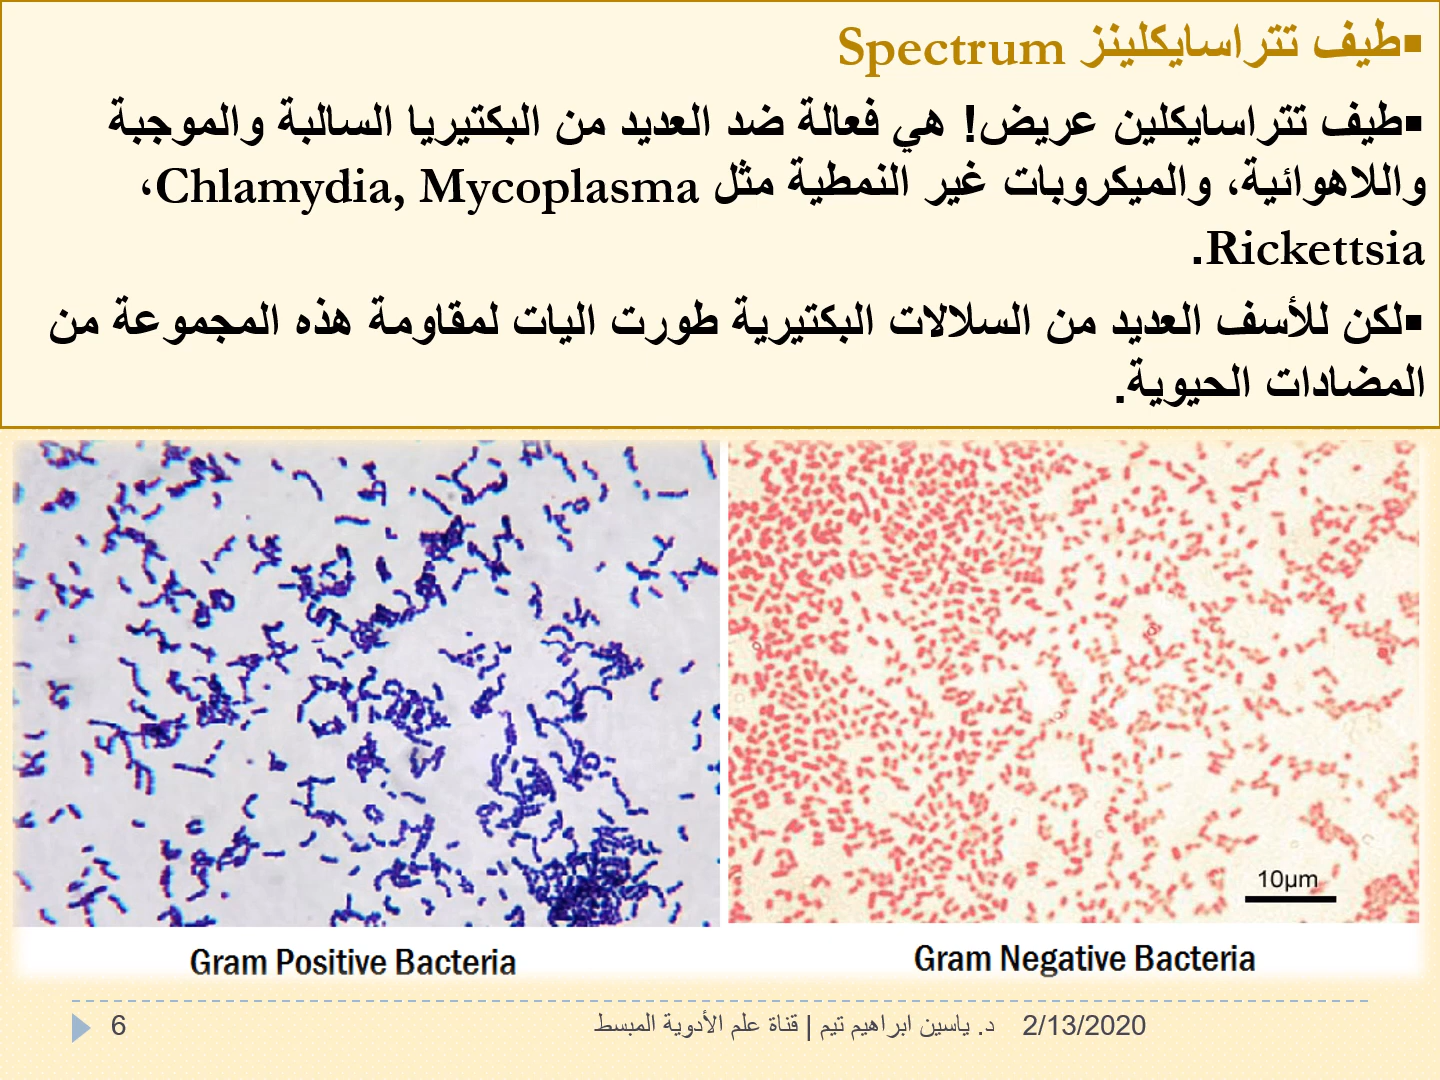 ▪طيف تتراسايكلينز Spectrum
▪طيف تتراسايكلين عريض! هي فعالة ضد العديد من البكتيريا السالبة والموجبة
واللاهوائية، والميكروبات غير النمطية مثل Chlamydia, Mycoplasma،
Rickettsia.
▪لكن للأسف العديد من السلالات البكتيرية طورت اليات لمقاومة هذه المجموعة من
المضادات الحيوية.
10µm
Gram Positive Bacteria
Gram Negative Bacteria
6
د. ياسين ابراهيم تيم | قناة علم الأدوية المبسط
2/13/2020